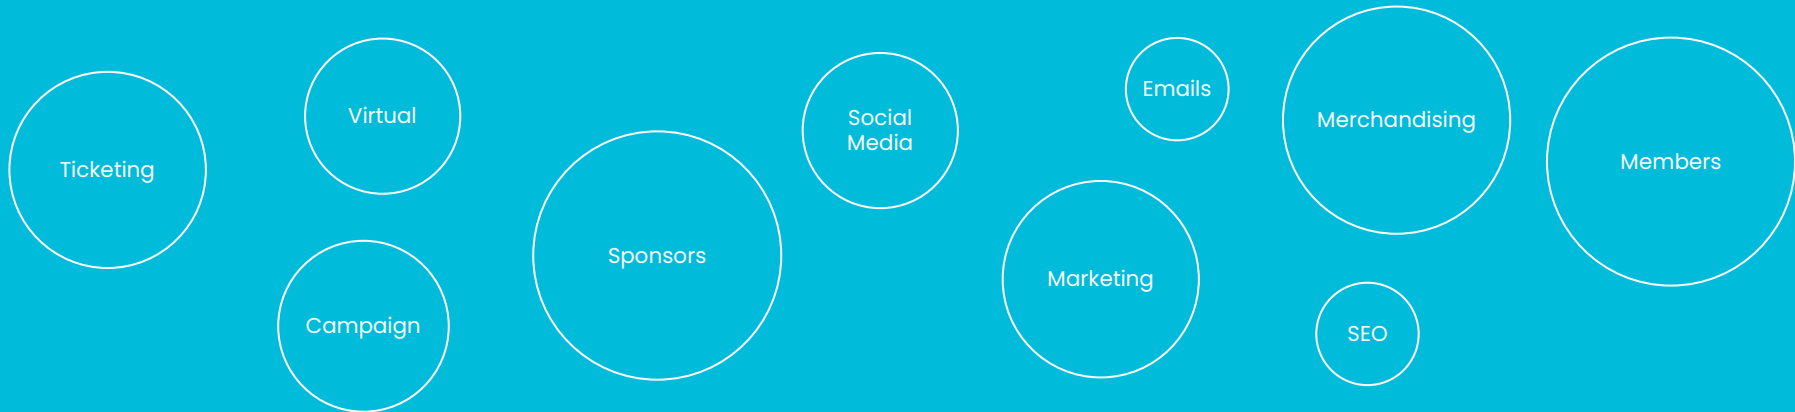 Ticketing
Virtual
Campaign
Sponsors
Social
Media
Marketing
Emails
Merchandising
SEO
Members